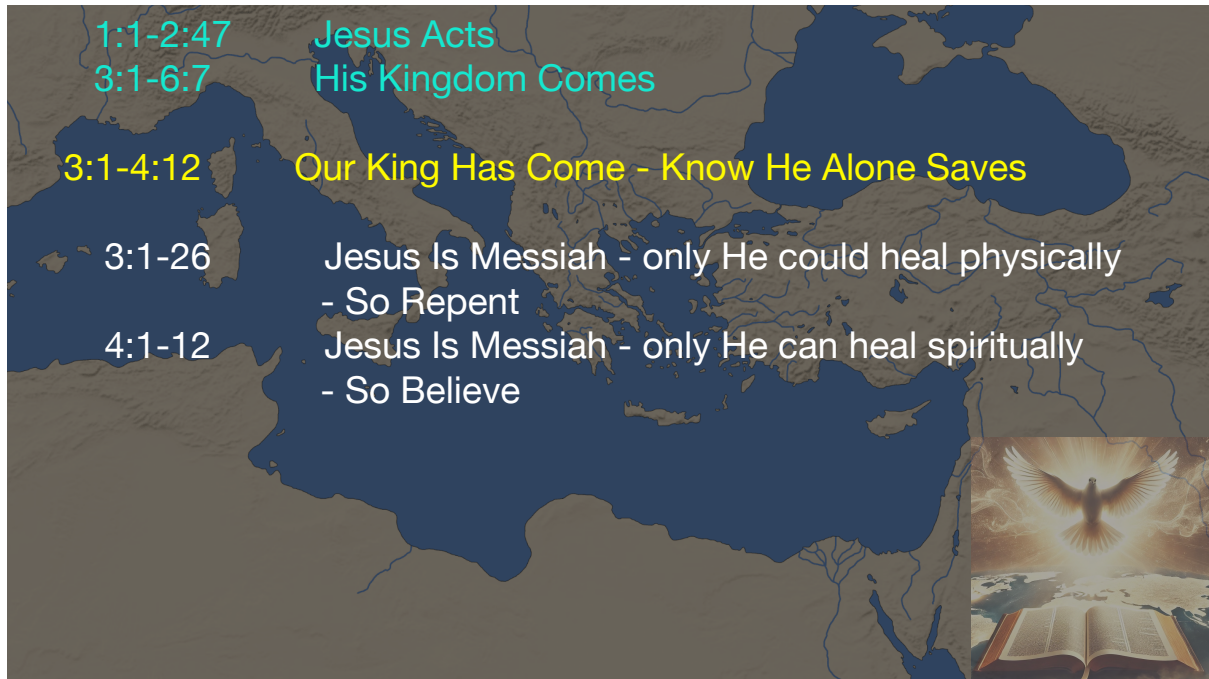 1:1-2:47 Jesus Acts
3:1-6:7 His Kingdom Comes
3:1-4:12 Our King Has Come - Know He Alone Saves
3:1-26 Jesus Is Messiah - only He could heal physically
- So Repent
4:1-12 Jesus Is Messiah - only He can heal spiritually
- So Believe